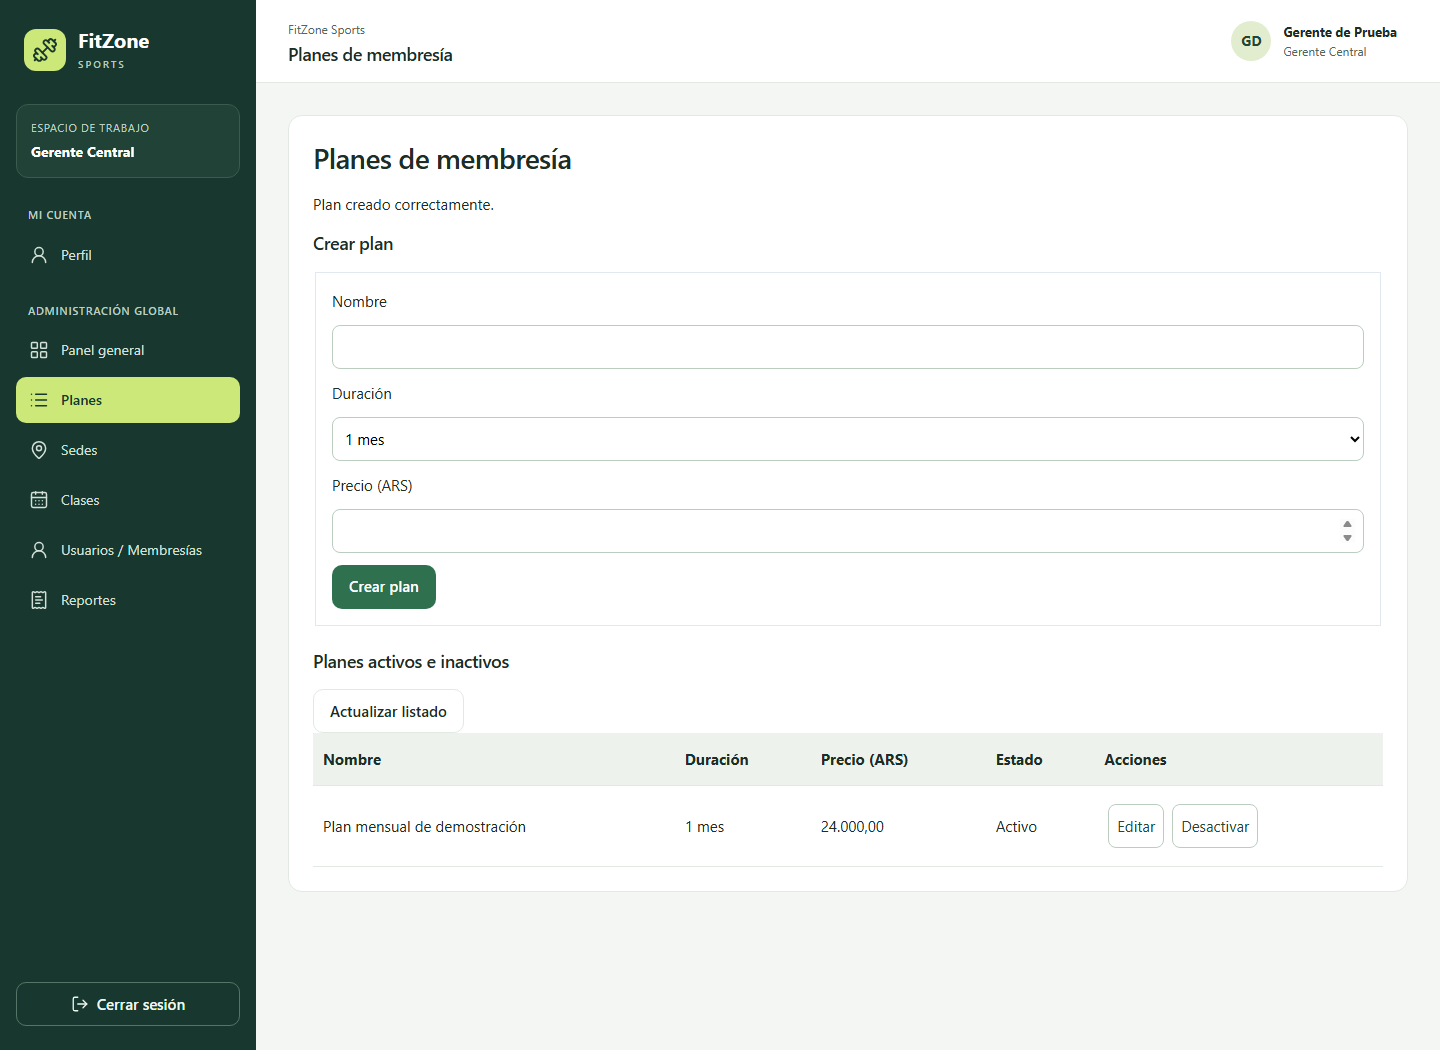 FitZone
SPORTS
ESPACIO DE TRABAJO
Gerente Central
MI CUENTA
Perfil
ADMINISTRACIÓN GLOBAL
Panel general
Planes
Sedes
Clases
Usuarios / Membresías
Reportes
Cerrar sesión
FitZone Sports
Planes de membresía
GD
Gerente de Prueba
Gerente Central
Planes de membresía
Plan creado correctamente.
Crear plan
Nombre
Duración
1 mes
Precio (ARS)
Crear plan
Planes activos e inactivos
Actualizar listado
Nombre Duración Precio (ARS) Estado Acciones
Plan mensual de demostración 1 mes 24.000,00 Activo Editar Desactivar